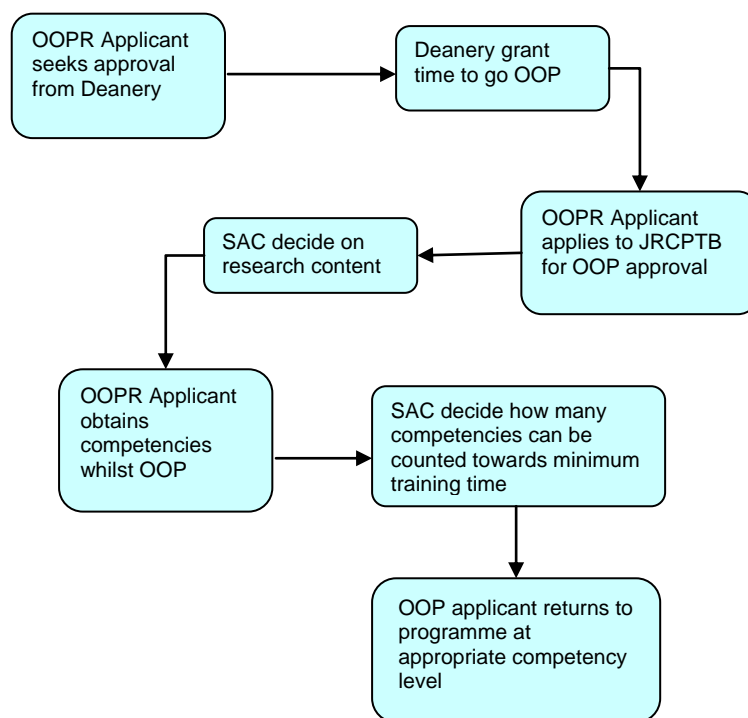 OOPR Applicant
seeks approval
from Deanery
Deanery grant
time to go OOP
OOPR Applicant
applies to JRCPTB
for OOP approval
SAC decide on
research content
OOPR Applicant
obtains
competencies
whilst OOP
SAC decide how many
competencies can be
counted towards minimum
training time
OOP applicant returns to
programme at
appropriate competency
level